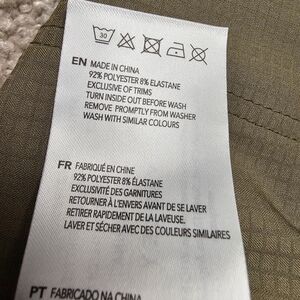 30
EN MADE IN CHINA
92% POLYESTER 8% ELASTANE
EXCLUSIVE OF TRIMS
TURN INSIDE OUT BEFORE WASH
REMOVE PROMPTLY FROM WASHER
WASH WITH SIMILAR COLOURS
FR FABRIQUÉ EN CHINE
92% POLYESTER 8% ÉLASTANE
EXCLUSIVITÉ DES GARNITURES
RETOURNER À L'ENVERS AVANT DE SE LAVER
RETIRER RAPIDEMENT DE LA LAVEUSE.
LAVER ET SÉCHER AVEC DES COULEURS SIMILAIRES
PT FABRICADO NA CHINA